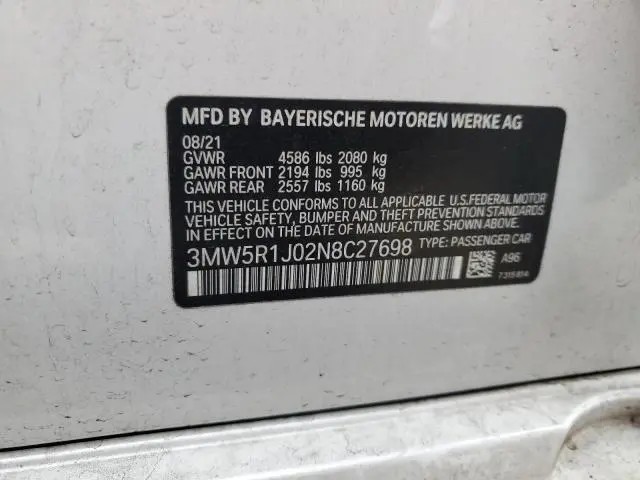 MFD BY BAYERISCHE MOTOREN WERKE AG
08/21
GVWR 4586 lbs 2080 kg
GAWR FRONT 2194 lbs 995 kg
GAWR REAR 2557 lbs 1160 kg
THIS VEHICLE CONFORMS TO ALL APPLICABLE U.S.FEDERAL MOTOR
VEHICLE SAFETY, BUMPER AND THEFT PREVENTION STANDARDS
IN EFFECT ON THE DATE OF MANUFACTURE SHOWN ABOVE.
3MW5R1J02N8C27698 TYPE: PASSENGER CAR
A96
7315814